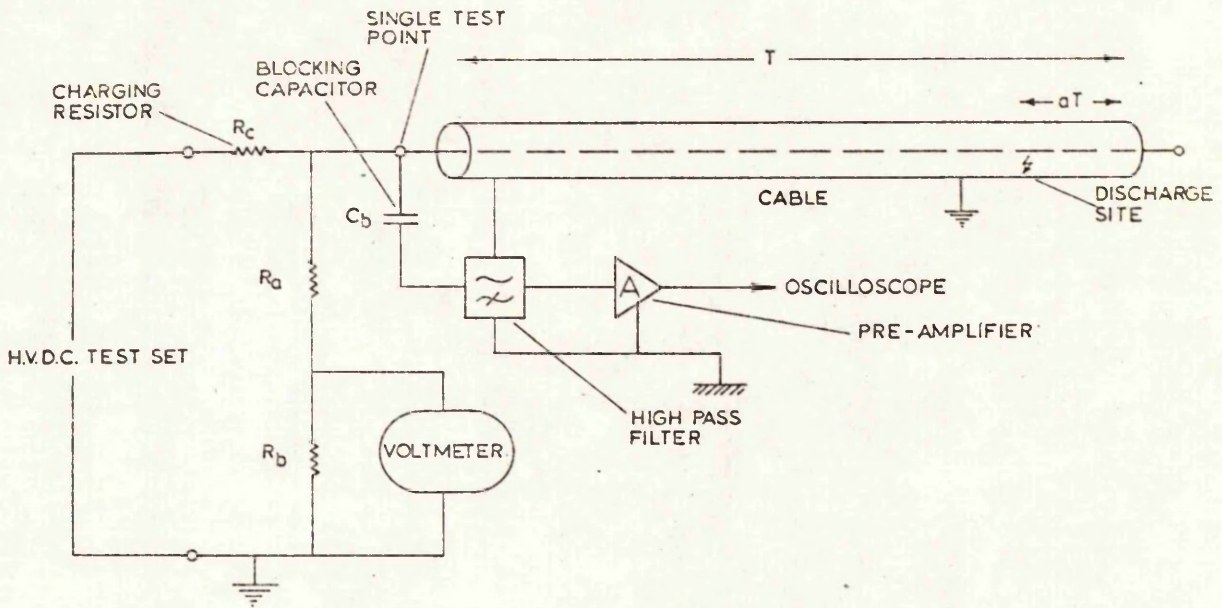 SINGLE TEST
POINT
BLOCKING
CAPACITOR
CHARGING
RESISTOR
Rc
T
aT
Cb
CABLE
DISCHARGE
SITE
Ra
A
OSCILLOSCOPE
PRE-AMPLIFIER
H.V.D.C. TEST SET
HIGH PASS
FILTER
Rb
VOLTMETER